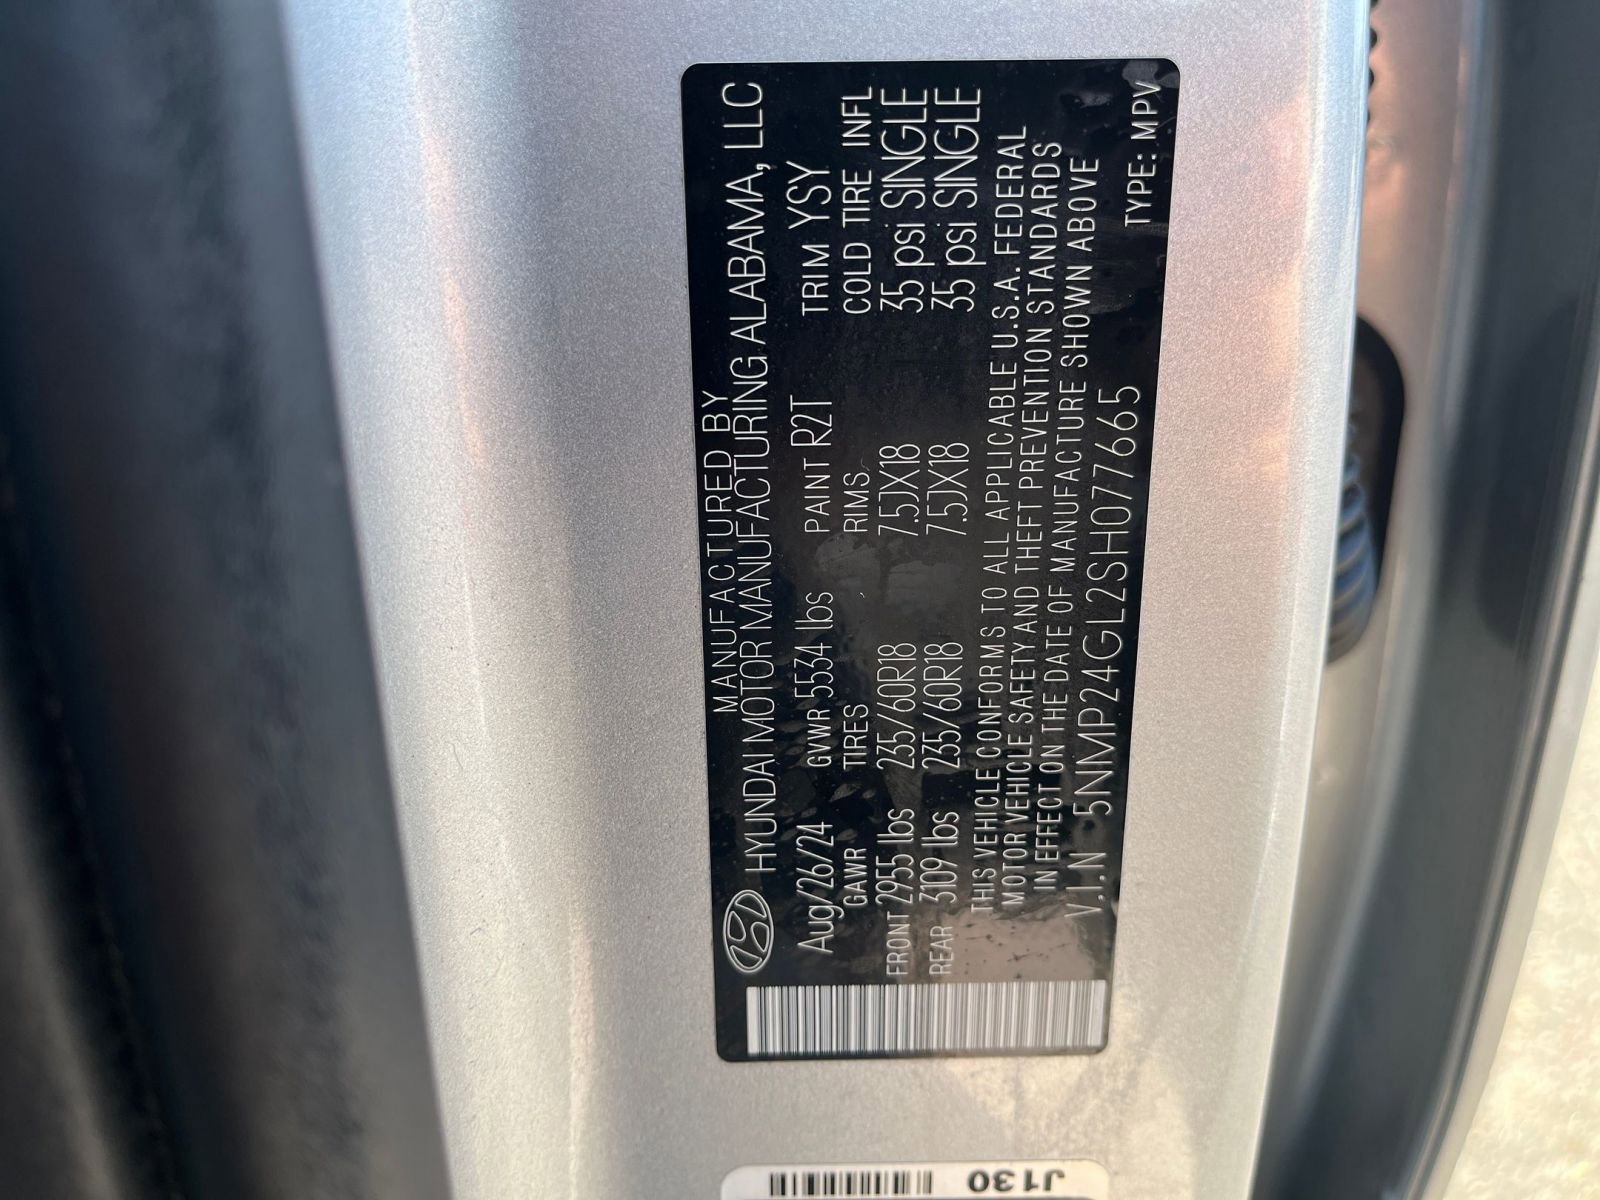 MANUFACTURED BY
HYUNDAI MOTOR MANUFACTURING ALABAMA, LLC
Aug/26/24 GVWR 5534 lbs PAINT R2T TRIM YSY
GAWR TIRES RIMS COLD TIRE INFL
FRONT 2955 lbs 235/60R18 7.5JX18 35 psi SINGLE
REAR 3109 lbs 235/60R18 7.5JX18 35 psi SINGLE
THIS VEHICLE CONFORMS TO ALL APPLICABLE U.S.A. FEDERAL
MOTOR VEHICLE SAFETY AND THEFT PREVENTION STANDARDS
IN EFFECT ON THE DATE OF MANUFACTURE SHOWN ABOVE
V.I.N 5NMP24GL2SH077665 TYPE: MPV
J130